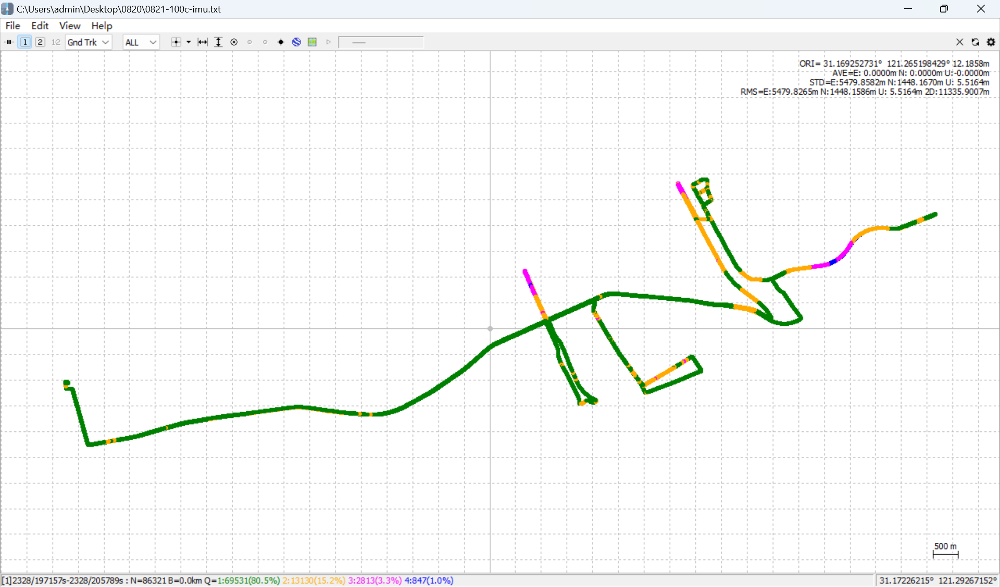 C:\Users\admin\Desktop\0820\0821-100c-imu.txt
File Edit View Help
1 2 1-2 Gnd Trk ALL
ORI= 31.169252731° 121.265198429° 12.1858m
AVE=E: 0.0000m N: 0.0000m U:-0.0000m
STD=E:5479.8582m N:1448.1670m U: 5.5164m
RMS=E:5479.8265m N:1448.1586m U: 5.5164m 2D:11335.9007m
500 m
[1]2328/197157s-2328/205789s : N=86321 B=0.0km Q=1:69531(80.5%) 2:13130(15.2%) 3:2813(3.3%) 4:847(1.0%)
31.17226215° 121.29267152°